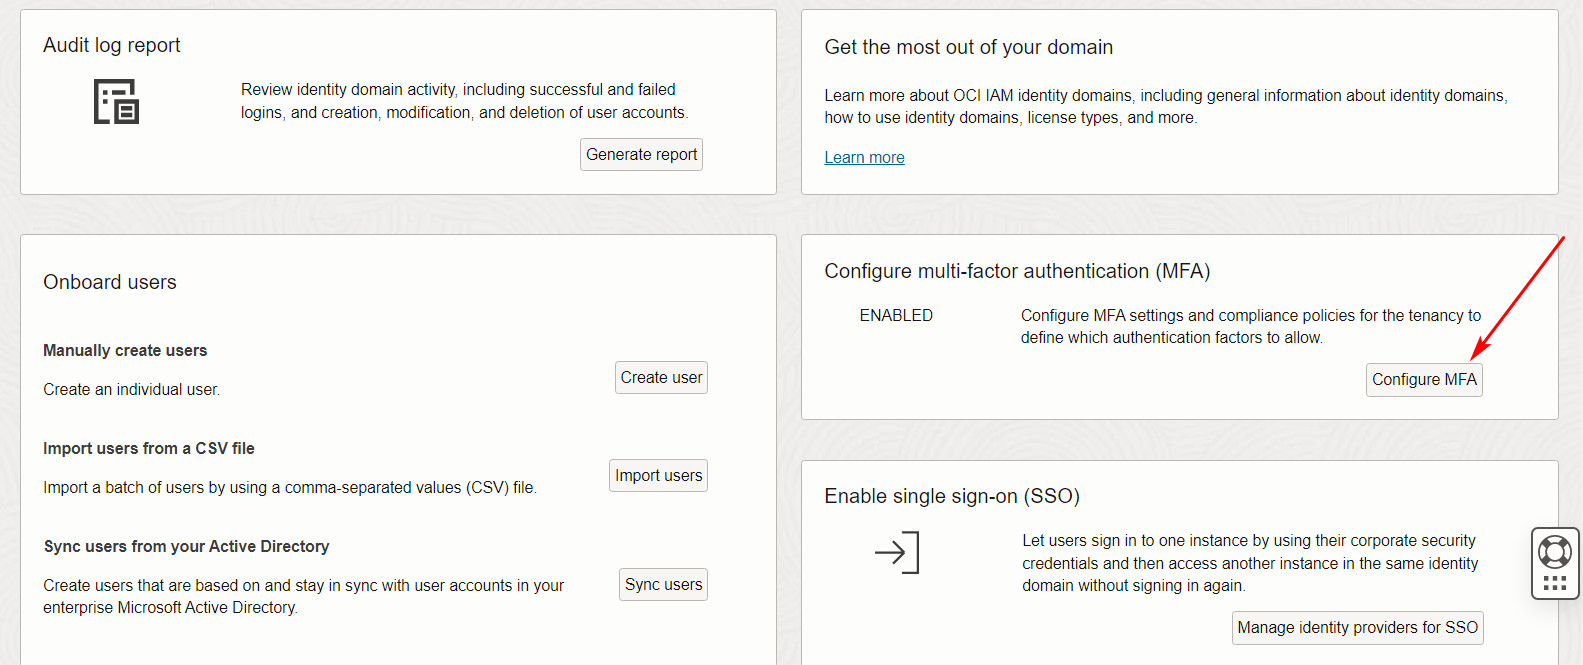 Audit log report
Review identity domain activity, including successful and failed
logins, and creation, modification, and deletion of user accounts.
Generate report
Get the most out of your domain
Learn more about OCI IAM identity domains, including general information about identity domains,
how to use identity domains, license types, and more.
Learn more
Onboard users
Manually create users
Create an individual user.
Create user
Import users from a CSV file
Import a batch of users by using a comma-separated values (CSV) file.
Import users
Sync users from your Active Directory
Create users that are based on and stay in sync with user accounts in your
enterprise Microsoft Active Directory.
Sync users
Configure multi-factor authentication (MFA)
ENABLED
Configure MFA settings and compliance policies for the tenancy to
define which authentication factors to allow.
Configure MFA
Enable single sign-on (SSO)
Let users sign in to one instance by using their corporate security
credentials and then access another instance in the same identity
domain without signing in again.
Manage identity providers for SSO